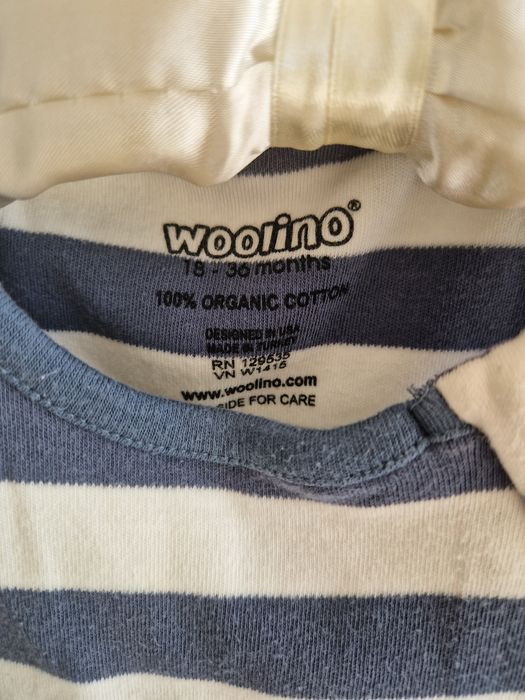 woolino®
18 - 36 months
100% ORGANIC COTTON
DESIGNED IN USA
MADE IN TURKEY
RN 129535
VN W1415
www.woolino.com
SIDE FOR CARE